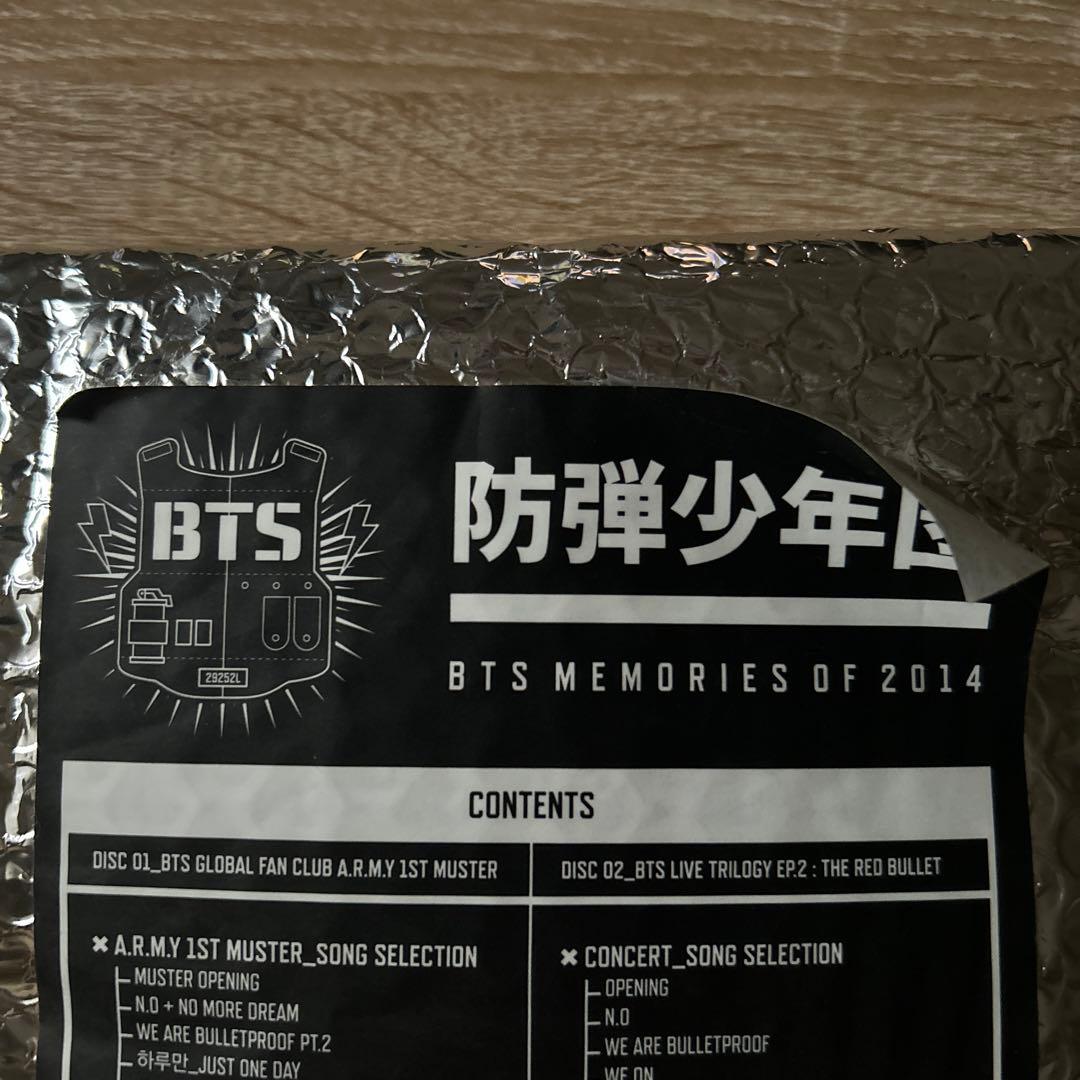 BTS
29252L
防弾少年団
BTS MEMORIES OF 2014
CONTENTS
DISC 01_BTS GLOBAL FAN CLUB A.R.M.Y 1ST MUSTER
DISC 02_BTS LIVE TRILOGY EP.2 : THE RED BULLET
✖ A.R.M.Y 1ST MUSTER_SONG SELECTION
MUSTER OPENING
N.O + NO MORE DREAM
WE ARE BULLETPROOF PT.2
하루만_JUST ONE DAY
✖ CONCERT_SONG SELECTION
OPENING
N.O
WE ARE BULLETPROOF
WE ON